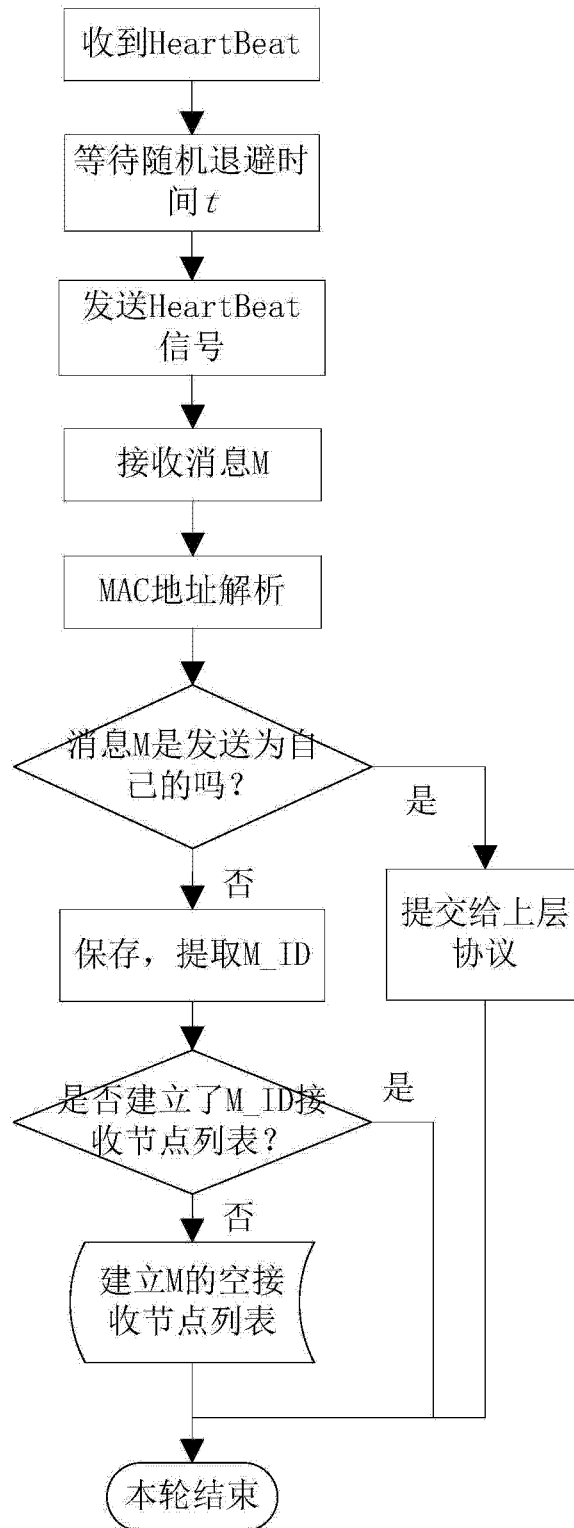 收到HeartBeat
等待随机退避时
间t
发送HeartBeat
信号
接收消息M
MAC地址解析
消息M是发送为自
己的吗?
是
否
提交给上层
协议
保存，提取M_ID
是否建立了M_ID接
收节点列表?
是
否
建立M的空接
收节点列表
本轮结束